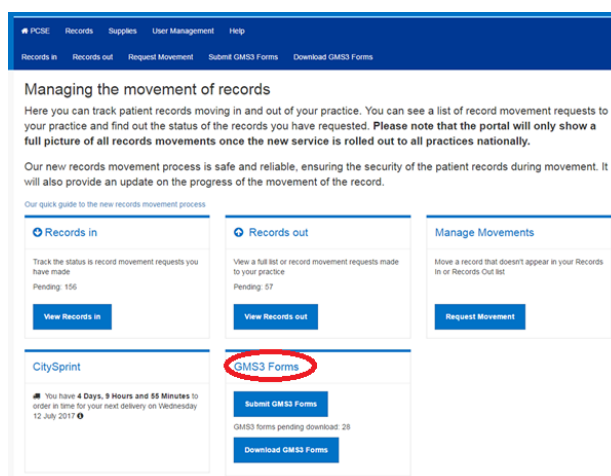 PCSE Records Supplies User Management Help
Records in Records out Request Movement Submit GMS3 Forms Download GMS3 Forms
Managing the movement of records
Here you can track patient records moving in and out of your practice. You can see a list of record movement requests to
your practice and find out the status of the records you have requested. Please note that the portal will only show a
full picture of all records movements once the new service is rolled out to all practices nationally.
Our new records movement process is safe and reliable, ensuring the security of the patient records during movement. It
will also provide an update on the progress of the movement of the record.
Our quick guide to the new records movement process
Records in
Track the status is record movement requests you
have made
Pending: 156
View Records in
Records out
View a full list or record movement requests made
to your practice
Pending: 57
View Records out
Manage Movements
Move a record that doesn't appear in your Records
In or Records Out list
Request Movement
CitySprint
You have 4 Days, 9 Hours and 55 Minutes to
order in time for your next delivery on Wednesday
12 July 2017
GMS3 Forms
Submit GMS3 Forms
GMS3 forms pending download: 28
Download GMS3 Forms